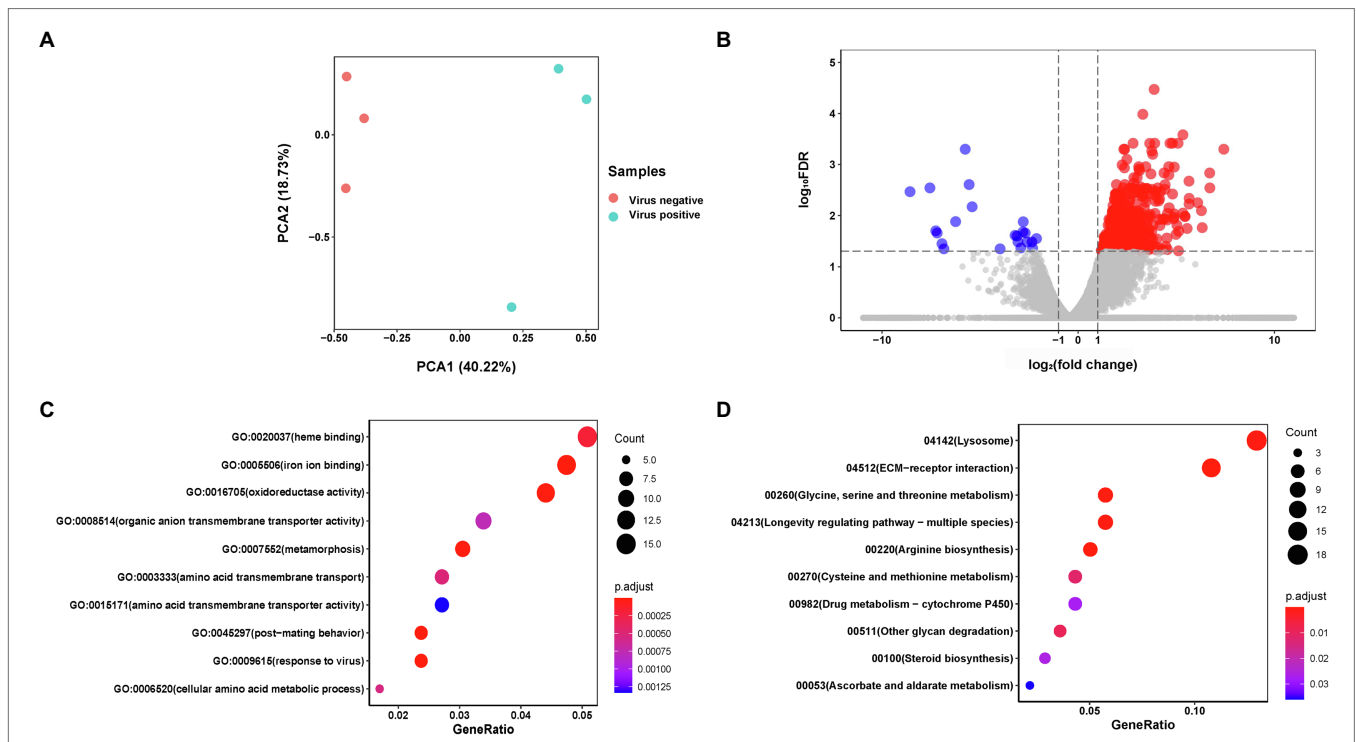 A
0.0
−0.5
PCA2 (18.73%)
−0.50
−0.25
0.00
0.25
0.50
PCA1 (40.22%)
Samples
Virus negative
Virus positive
B
5
4
3
2
1
0
log₁₀FDR
−10
−1
0
1
10
log₂(fold change)
C
GO:0020037(heme binding)
GO:0005506(iron ion binding)
GO:0016705(oxidoreductase activity)
GO:0008514(organic anion transmembrane transporter activity)
GO:0007552(metamorphosis)
GO:0003333(amino acid transmembrane transport)
GO:0015171(amino acid transmembrane transporter activity)
GO:0045297(post−mating behavior)
GO:0009615(response to virus)
GO:0006520(cellular amino acid metabolic process)
0.02
0.03
0.04
0.05
GeneRatio
Count
5.0
7.5
10.0
12.5
15.0
p.adjust
0.00025
0.00050
0.00075
0.00100
0.00125
D
04142(Lysosome)
04512(ECM−receptor interaction)
00260(Glycine, serine and threonine metabolism)
04213(Longevity regulating pathway − multiple species)
00220(Arginine biosynthesis)
00270(Cysteine and methionine metabolism)
00982(Drug metabolism − cytochrome P450)
00511(Other glycan degradation)
00100(Steroid biosynthesis)
00053(Ascorbate and aldarate metabolism)
0.05
0.10
GeneRatio
Count
3
6
9
12
15
18
p.adjust
0.01
0.02
0.03